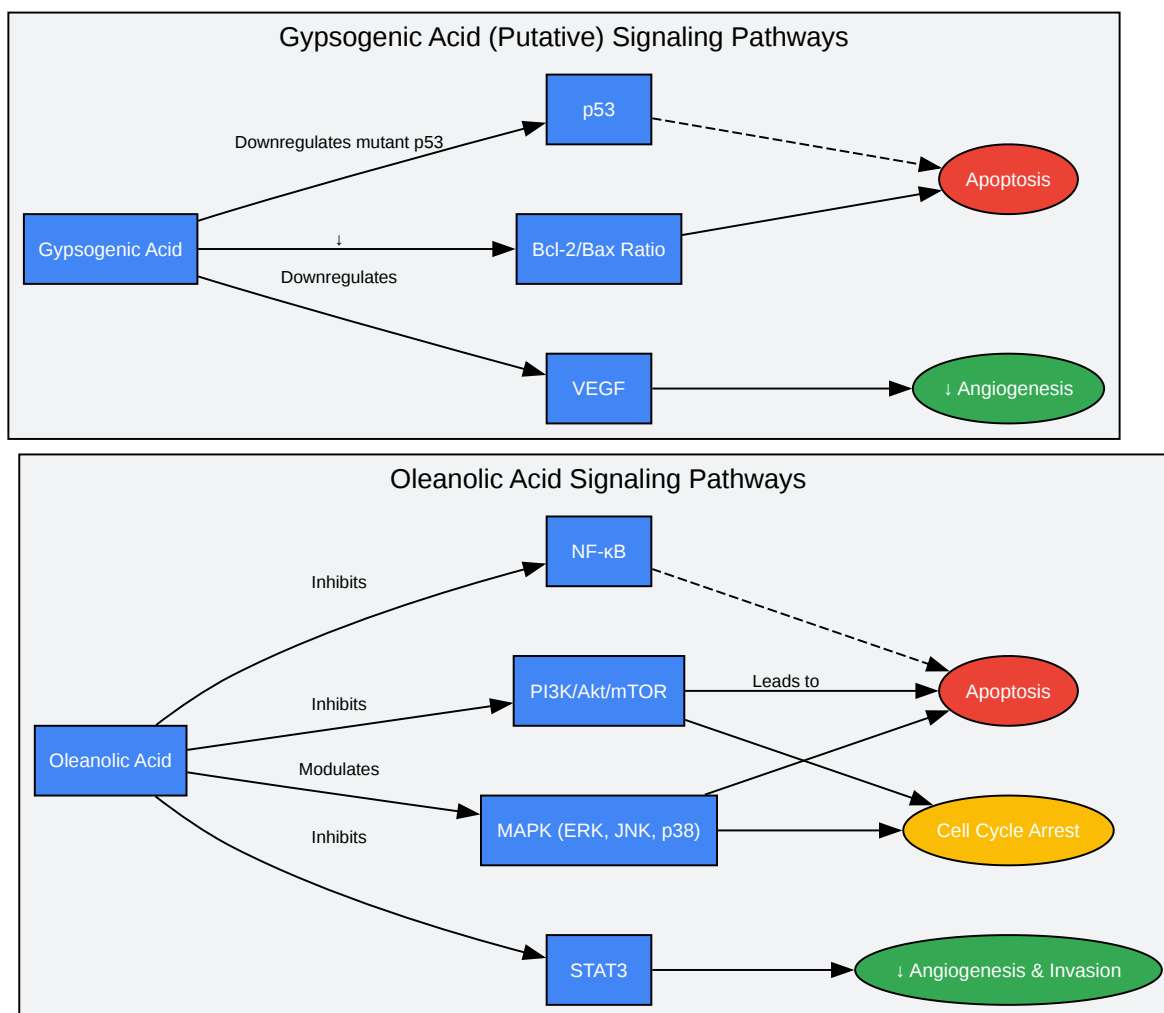 Gypsogenic Acid (Putative) Signaling Pathways
p53
Downregulates mutant p53
Apoptosis
Gypsogenic Acid
↓
Bcl-2/Bax Ratio
Downregulates
VEGF
↓ Angiogenesis
Oleanolic Acid Signaling Pathways
NF-κB
Inhibits
PI3K/Akt/mTOR
Leads to
Apoptosis
Inhibits
Oleanolic Acid
Modulates
MAPK (ERK, JNK, p38)
Cell Cycle Arrest
Inhibits
STAT3
↓ Angiogenesis & Invasion